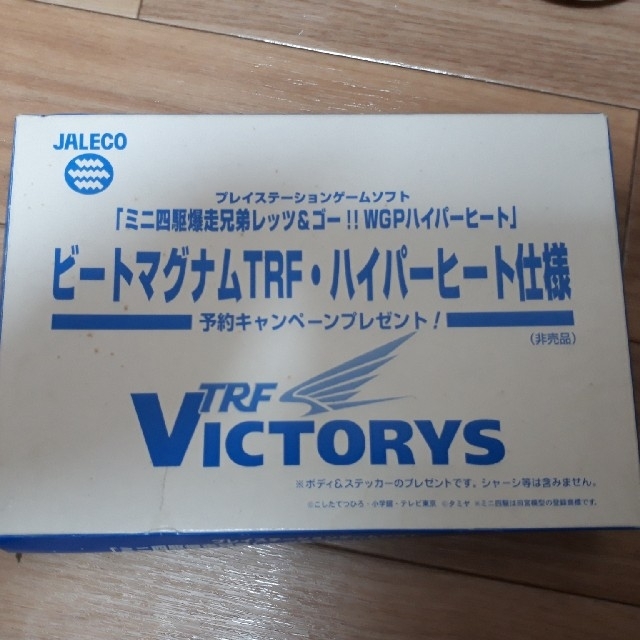 JALECO
プレイステーションゲームソフト
「ミニ四駆爆走兄弟レッツ&ゴー!! WGPハイパーヒート」
ビートマグナムTRF・ハイパーヒート仕様
予約キャンペーンプレゼント!
(非売品)
TRF
VICTORYS
※ボディ&ステッカーのプレゼントです。シャーシ等は含みません。
©こしたてつひろ・小学館・テレビ東京 ©タミヤ ※ミニ四駆は田宮模型の登録商標です。